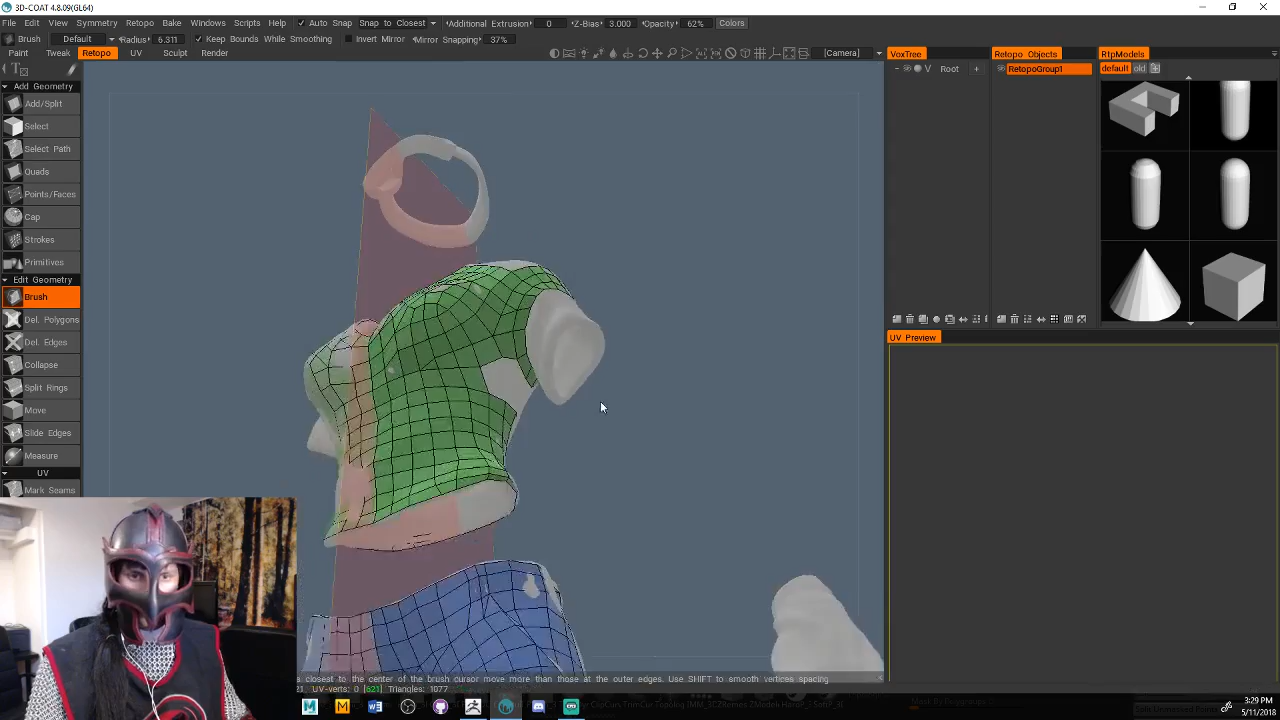 3D-COAT 4.8.09(GL64)
File Edit View Symmetry Retopo Bake Windows Scripts Help Auto Snap Snap to Closest Additional Extrusion 0 Z-Bias 3.000 Opacity 62% Colors
Brush Default Radius 6.311 Keep Bounds While Smoothing Invert Mirror Mirror Snapping 37%
Paint Tweak Retopo UV Sculpt Render [Camera] VoxTree Retopo Objects RtpModels
Root + RetopoGroup1 default old
Add Geometry
Add/Split
Select
Select Path
Quads
Points/Faces
Cap
Strokes
Primitives
Edit Geometry
Brush
Del. Polygons
Del. Edges
Collapse
Split Rings
Move
Slide Edges
Measure
UV
Mark Seams
UV Preview
s closest to the center of the brush cursor move more than those at the outer edges. Use SHIFT to smooth vertices spacing
UV-verts: 0 [621] Triangles: 1077
3:29 PM
5/11/2018